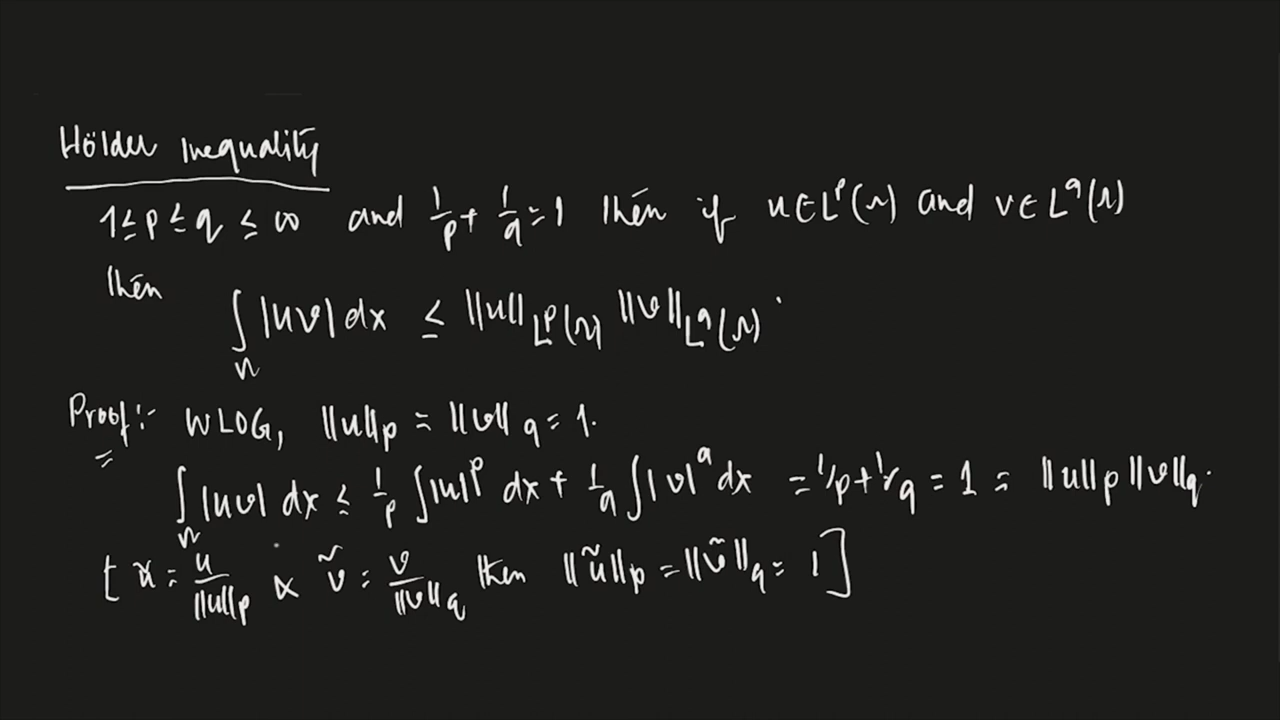 Hölder Inequality
1 ≤ p ≤ q ≤ ∞ and 1/p + 1/q = 1 then if u ∈ L^p(Ω) and v ∈ L^q(Ω)
then
∫_Ω |uv| dx ≤ ||u||_{L^p(Ω)} ||v||_{L^q(Ω)}.
Proof:- WLOG, ||u||_p = ||v||_q = 1.
∫_Ω |uv| dx ≤ 1/p ∫|u|^p dx + 1/q ∫|v|^q dx = 1/p + 1/q = 1 = ||u||_p ||v||_q.
[ ũ = u/||u||_p & ṽ = v/||v||_q then ||ũ||_p = ||ṽ||_q = 1 ]